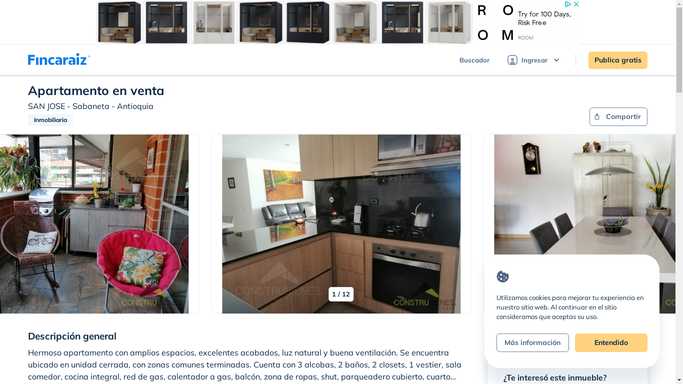 R O
O M
Try for 100 Days,
Risk Free
ROOM
Fincaraiz
Buscador
Ingresar
Publica gratis
Apartamento en venta
SAN JOSE - Sabaneta - Antioquia
Inmobiliaria
Compartir
1 / 12
CONSTRU
Utilizamos cookies para mejorar tu experiencia en
nuestro sitio web. Al continuar en el sitio
consideramos que aceptas su uso.
Más información
Entendido
Descripción general
Hermoso apartamento con amplios espacios, excelentes acabados, luz natural y buena ventilación. Se encuentra
ubicado en unidad cerrada, con zonas comunes terminadas. Cuenta con 3 alcobas, 2 baños, 2 closets, 1 vestier, sala
comedor, cocina integral, red de gas, calentador a gas, balcón, zona de ropas, shut, parqueadero cubierto, cuarto...
¿Te interesó este inmueble?